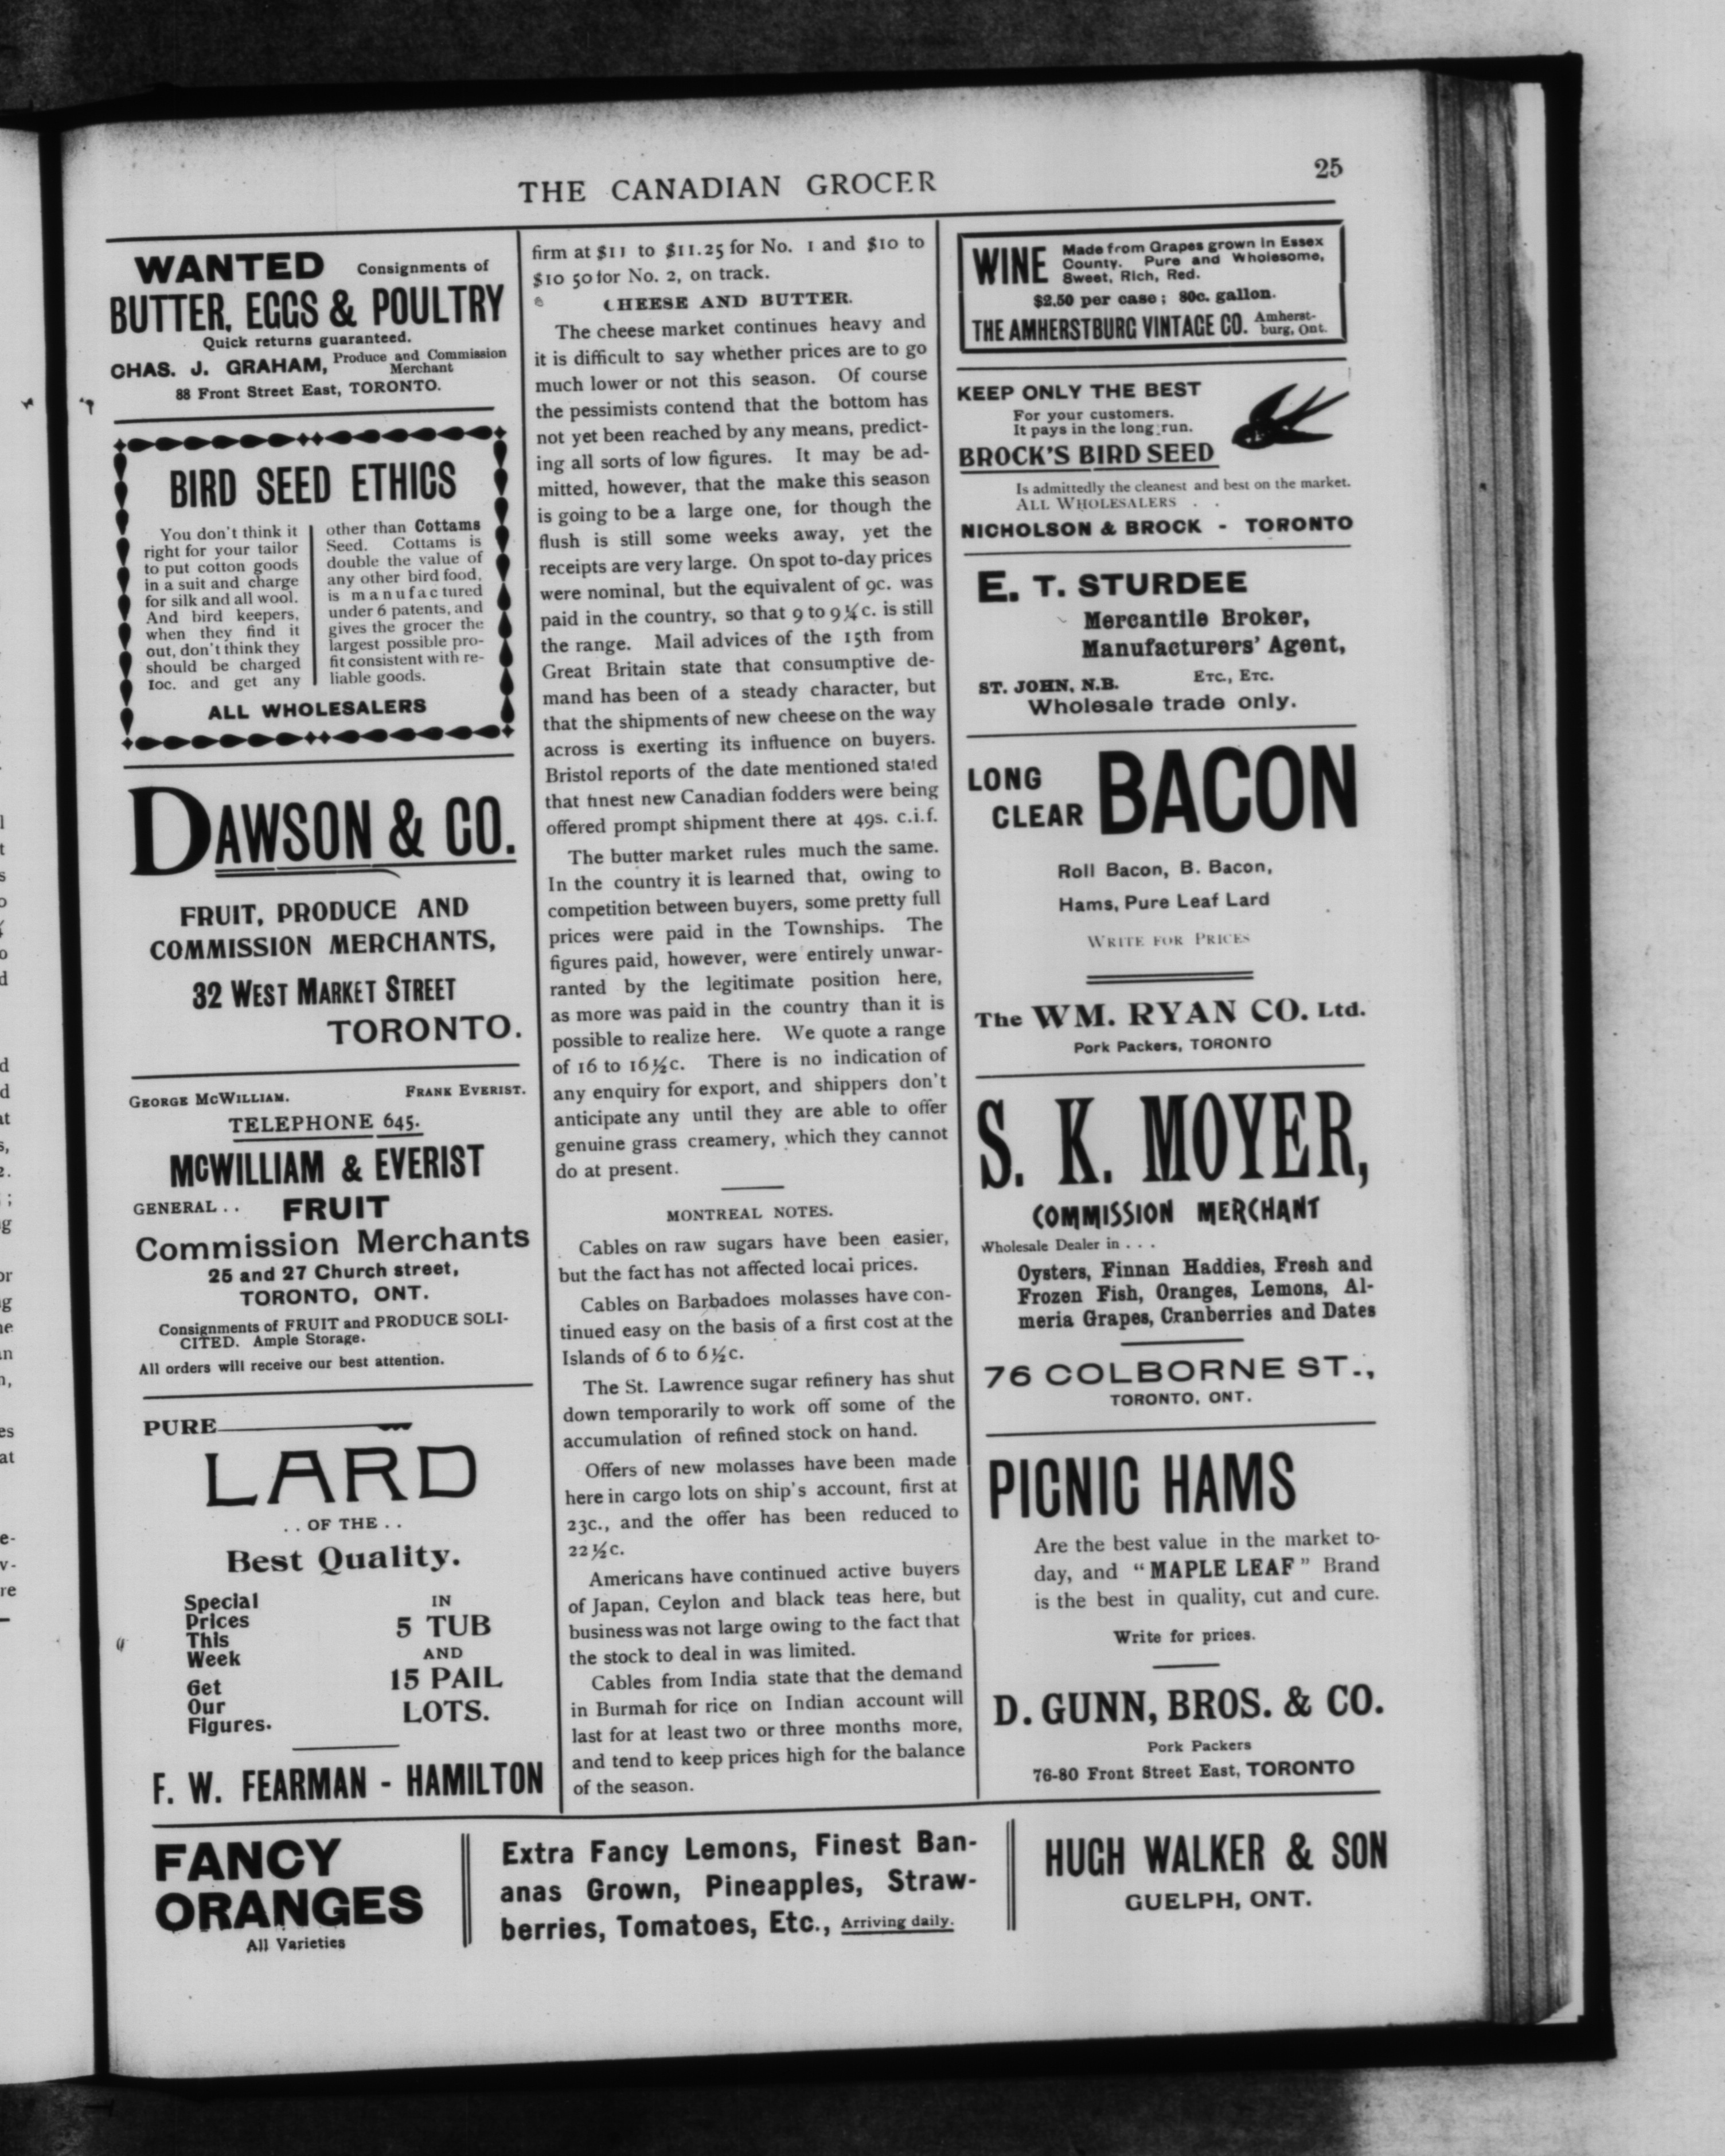 THE CANADIAN GROCER
25
WANTED Consignments of
BUTTER, EGGS & POULTRY
Quick returns guaranteed.
CHAS. J. GRAHAM, Produce and Commission
Merchant
88 Front Street East, TORONTO.
BIRD SEED ETHICS
You don't think it
right for your tailor
to put cotton goods
in a suit and charge
for silk and all wool.
And bird keepers,
when they find it
out, don't think they
should be charged
10c. and get any
other than Cottams
Seed. Cottams is
double the value of
any other bird food,
is manufactured
under 6 patents, and
gives the grocer the
largest possible pro-
fit consistent with re-
liable goods.
ALL WHOLESALERS
DAWSON & CO.
FRUIT, PRODUCE AND
COMMISSION MERCHANTS,
32 WEST MARKET STREET
TORONTO.
GEORGE MCWILLIAM. FRANK EVERIST.
TELEPHONE 645.
MCWILLIAM & EVERIST
GENERAL . . FRUIT
Commission Merchants
25 and 27 Church street,
TORONTO, ONT.
Consignments of FRUIT and PRODUCE SOLI-
CITED. Ample Storage.
All orders will receive our best attention.
PURE
LARD
. . OF THE . .
Best Quality.
Special
Prices
This
Week
Get
Our
Figures.
IN
5 TUB
AND
15 PAIL
LOTS.
F. W. FEARMAN - HAMILTON
firm at $11 to $11.25 for No. 1 and $10 to
$10 50 for No. 2, on track.
CHEESE AND BUTTER.
The cheese market continues heavy and
it is difficult to say whether prices are to go
much lower or not this season. Of course
the pessimists contend that the bottom has
not yet been reached by any means, predict-
ing all sorts of low figures. It may be ad-
mitted, however, that the make this season
is going to be a large one, for though the
flush is still some weeks away, yet the
receipts are very large. On spot to-day prices
were nominal, but the equivalent of 9c. was
paid in the country, so that 9 to 9¼c. is still
the range. Mail advices of the 15th from
Great Britain state that consumptive de-
mand has been of a steady character, but
that the shipments of new cheese on the way
across is exerting its influence on buyers.
Bristol reports of the date mentioned stated
that finest new Canadian fodders were being
offered prompt shipment there at 49s. c.i.f.
The butter market rules much the same.
In the country it is learned that, owing to
competition between buyers, some pretty full
prices were paid in the Townships. The
figures paid, however, were entirely unwar-
ranted by the legitimate position here,
as more was paid in the country than it is
possible to realize here. We quote a range
of 16 to 16½c. There is no indication of
any enquiry for export, and shippers don't
anticipate any until they are able to offer
genuine grass creamery, which they cannot
do at present.
MONTREAL NOTES.
Cables on raw sugars have been easier,
but the fact has not affected locai prices.
Cables on Barbadoes molasses have con-
tinued easy on the basis of a first cost at the
Islands of 6 to 6½c.
The St. Lawrence sugar refinery has shut
down temporarily to work off some of the
accumulation of refined stock on hand.
Offers of new molasses have been made
here in cargo lots on ship's account, first at
23c., and the offer has been reduced to
22½c.
Americans have continued active buyers
of Japan, Ceylon and black teas here, but
business was not large owing to the fact that
the stock to deal in was limited.
Cables from India state that the demand
in Burmah for rice on Indian account will
last for at least two or three months more,
and tend to keep prices high for the balance
of the season.
WINE Made from Grapes grown in Essex
County. Pure and Wholesome,
Sweet, Rich, Red.
$2.50 per case; 80c. gallon.
THE AMHERSTBURG VINTAGE CO. Amherst-
burg, Ont.
KEEP ONLY THE BEST
For your customers.
It pays in the long run.
BROCK'S BIRD SEED
Is admittedly the cleanest and best on the market.
ALL WHOLESALERS . .
NICHOLSON & BROCK - TORONTO
E. T. STURDEE
Mercantile Broker,
Manufacturers' Agent,
ETC., ETC.
ST. JOHN, N.B.
Wholesale trade only.
LONG
CLEAR BACON
Roll Bacon, B. Bacon,
Hams, Pure Leaf Lard
WRITE FOR PRICES
The WM. RYAN CO. Ltd.
Pork Packers, TORONTO
S. K. MOYER,
COMMISSION MERCHANT
Wholesale Dealer in . . .
Oysters, Finnan Haddies, Fresh and
Frozen Fish, Oranges, Lemons, Al-
meria Grapes, Cranberries and Dates
76 COLBORNE ST.,
TORONTO, ONT.
PICNIC HAMS
Are the best value in the market to-
day, and "MAPLE LEAF" Brand
is the best in quality, cut and cure.
Write for prices.
D. GUNN, BROS. & CO.
Pork Packers
76-80 Front Street East, TORONTO
FANCY
ORANGES
All Varieties
Extra Fancy Lemons, Finest Ban-
anas Grown, Pineapples, Straw-
berries, Tomatoes, Etc., Arriving daily.
HUGH WALKER & SON
GUELPH, ONT.